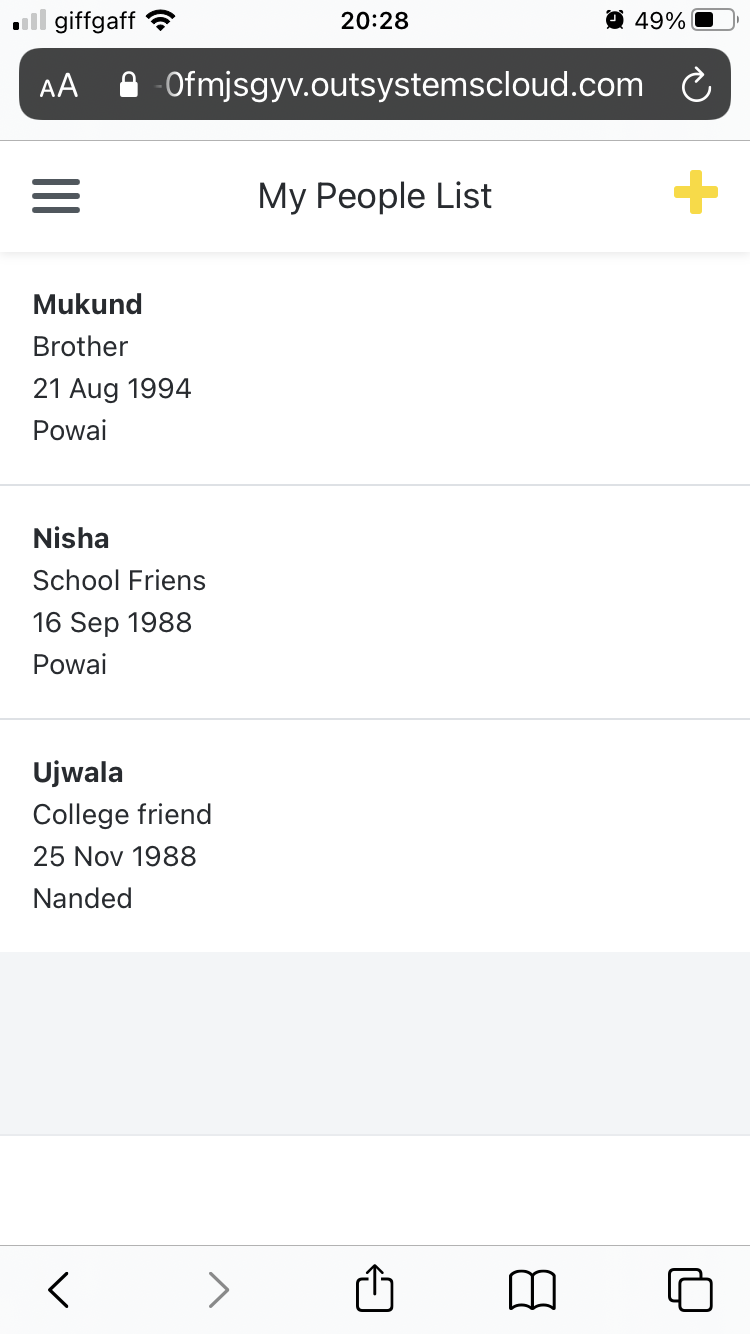 giffgaff 20:28 49%
AA -0fmjsgyv.outsystemscloud.com
My People List
Mukund
Brother
21 Aug 1994
Powai
Nisha
School Friens
16 Sep 1988
Powai
Ujwala
College friend
25 Nov 1988
Nanded